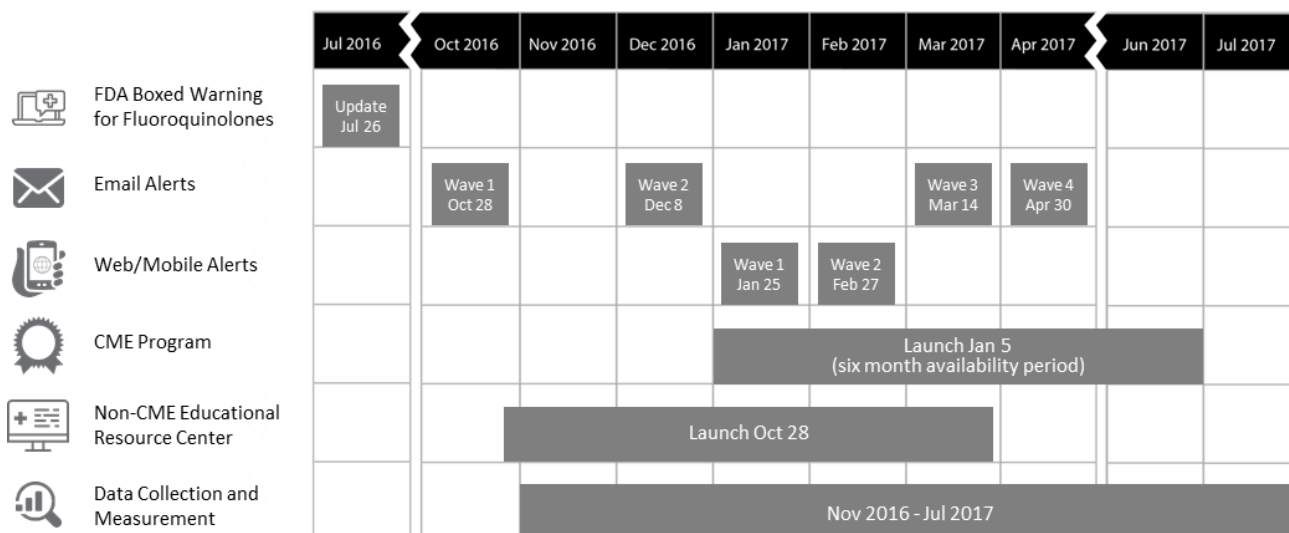 Jul 2016 Oct 2016 Nov 2016 Dec 2016 Jan 2017 Feb 2017 Mar 2017 Apr 2017 Jun 2017 Jul 2017
FDA Boxed Warning
for Fluoroquinolones
Update
Jul 26
Email Alerts
Wave 1
Oct 28
Wave 2
Dec 8
Wave 3
Mar 14
Wave 4
Apr 30
Web/Mobile Alerts
Wave 1
Jan 25
Wave 2
Feb 27
CME Program
Launch Jan 5
(six month availability period)
Non-CME Educational
Resource Center
Launch Oct 28
Data Collection and
Measurement
Nov 2016 - Jul 2017